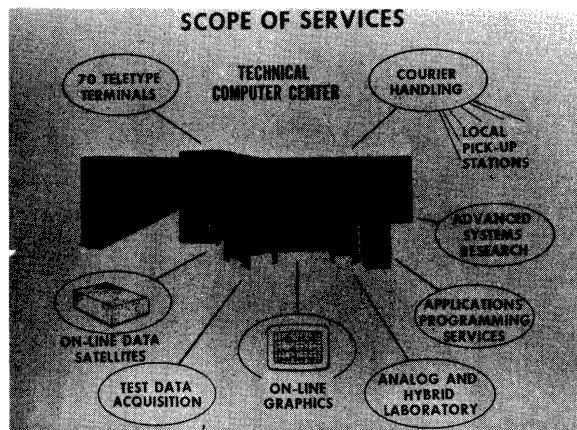 SCOPE OF SERVICES
70 TELETYPE
TERMINALS
TECHNICAL
COMPUTER CENTER
COURIER
HANDLING
LOCAL
PICK-UP
STATIONS
ADVANCED
SYSTEMS
RESEARCH
APPLICATIONS
PROGRAMMING
SERVICES
ON-LINE DATA
SATELLITES
TEST DATA
ACQUISITION
ON-LINE
GRAPHICS
ANALOG AND
HYBRID
LABORATORY